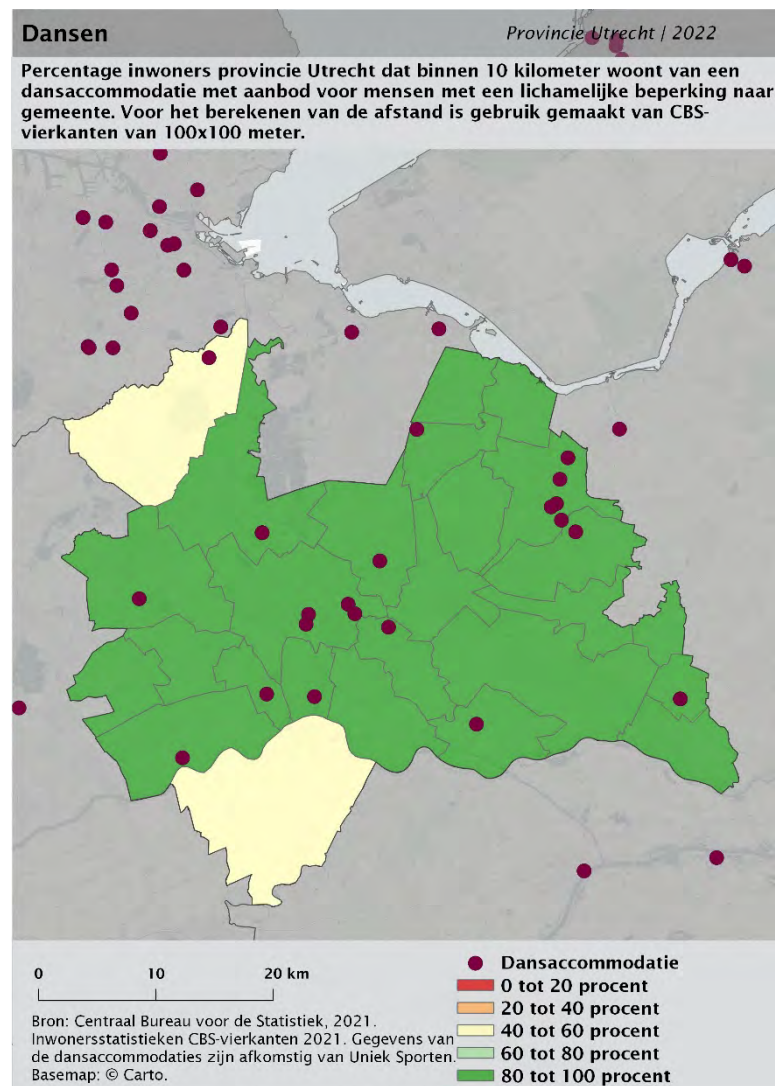 Dansen
Provincie Utrecht | 2022
Percentage inwoners provincie Utrecht dat binnen 10 kilometer woont van een
dansaccommodatie met aanbod voor mensen met een lichamelijke beperking naar
gemeente. Voor het berekenen van de afstand is gebruik gemaakt van CBS-
vierkanten van 100x100 meter.
0 10 20 km
Bron: Centraal Bureau voor de Statistiek, 2021.
Inwonersstatistieken CBS-vierkanten 2021. Gegevens van
de dansaccommodaties zijn afkomstig van Uniek Sporten.
Basemap: © Carto.
Dansaccommodatie
0 tot 20 procent
20 tot 40 procent
40 tot 60 procent
60 tot 80 procent
80 tot 100 procent